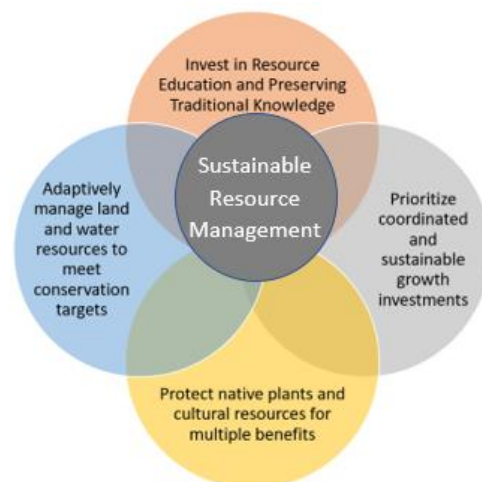 Invest in Resource
Education and Preserving
Traditional Knowledge
Sustainable
Resource
Management
Adaptively
manage land
and water
resources to
meet
conservation
targets
Prioritize
coordinated
and
sustainable
growth
investments
Protect native plants and
cultural resources for
multiple benefits